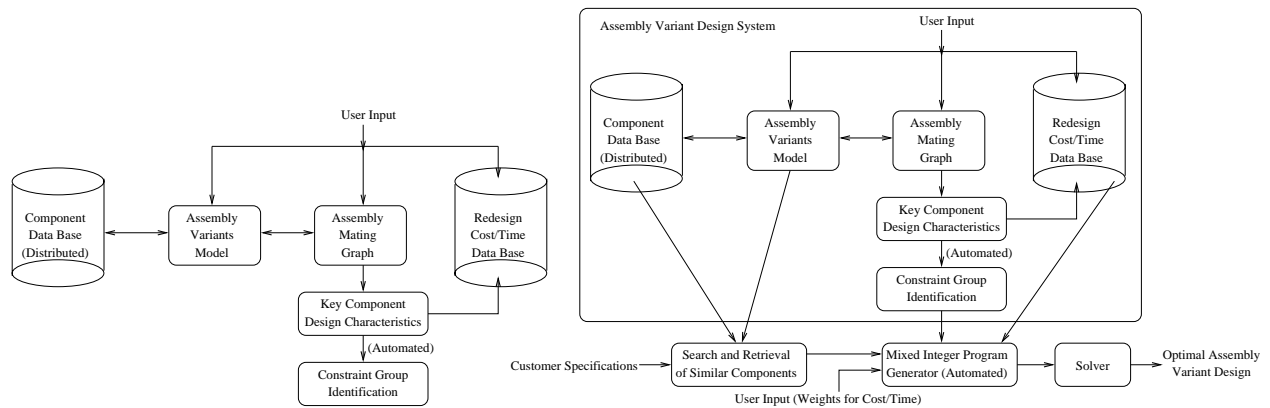 User Input
Component
Data Base
(Distributed)
Assembly
Variants
Model
Assembly
Mating
Graph
Redesign
Cost/Time
Data Base
Key Component
Design Characteristics
(Automated)
Constraint Group
Identification
Assembly Variant Design System
User Input
Component
Data Base
(Distributed)
Assembly
Variants
Model
Assembly
Mating
Graph
Redesign
Cost/Time
Data Base
Key Component
Design Characteristics
(Automated)
Constraint Group
Identification
Customer Specifications
Search and Retrieval
of Similar Components
Mixed Integer Program
Generator (Automated)
Solver
Optimal Assembly
Variant Design
User Input (Weights for Cost/Time)